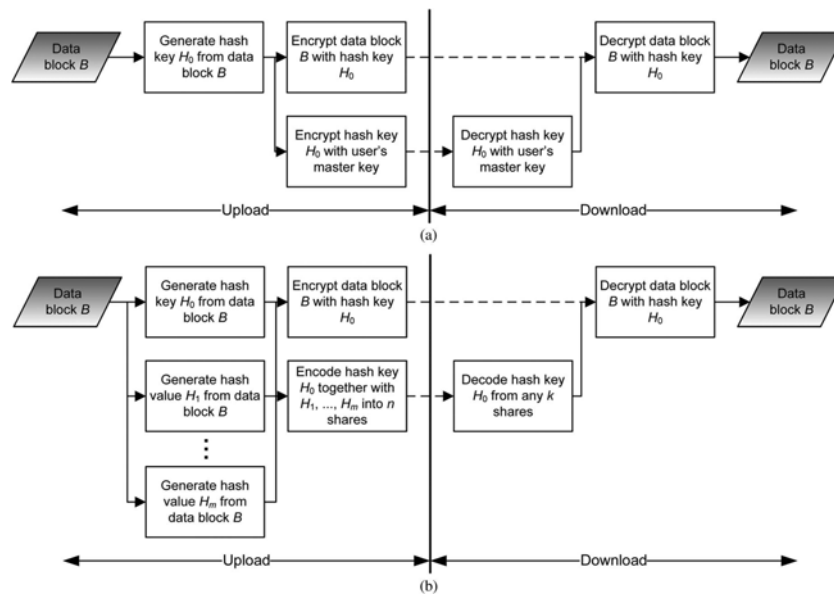 Data
block B
Generate hash
key H0 from data
block B
Encrypt data block
B with hash key
H0
Decrypt data block
B with hash key
H0
Data
block B
Encrypt hash key
H0 with user's
master key
Decrypt hash key
H0 with user's
master key
Upload
Download
(a)
Data
block B
Generate hash
key H0 from data
block B
Encrypt data block
B with hash key
H0
Decrypt data block
B with hash key
H0
Data
block B
Generate hash
value H1 from data
block B
Encode hash key
H0 together with
H1, ..., Hm into n
shares
Decode hash key
H0 from any k
shares
Generate hash
value Hm from
data block B
Upload
Download
(b)